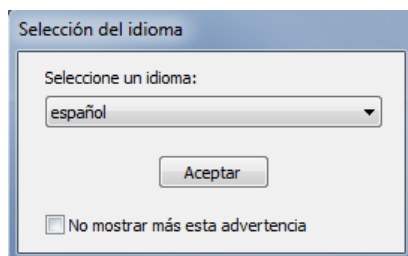 Selección del idioma
Seleccione un idioma:
español
Aceptar
No mostrar más esta advertencia